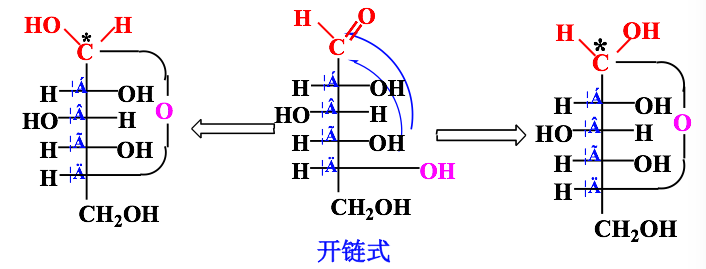 HO * H
C
H Á OH
HO Â H O
H Ã OH
H Ä
CH₂OH
H O
C
H Á OH
HO Â H
H Ã OH
H Ä OH
CH₂OH
开链式
H * OH
C
H Á OH
HO Â H O
H Ã OH
H Ä
CH₂OH